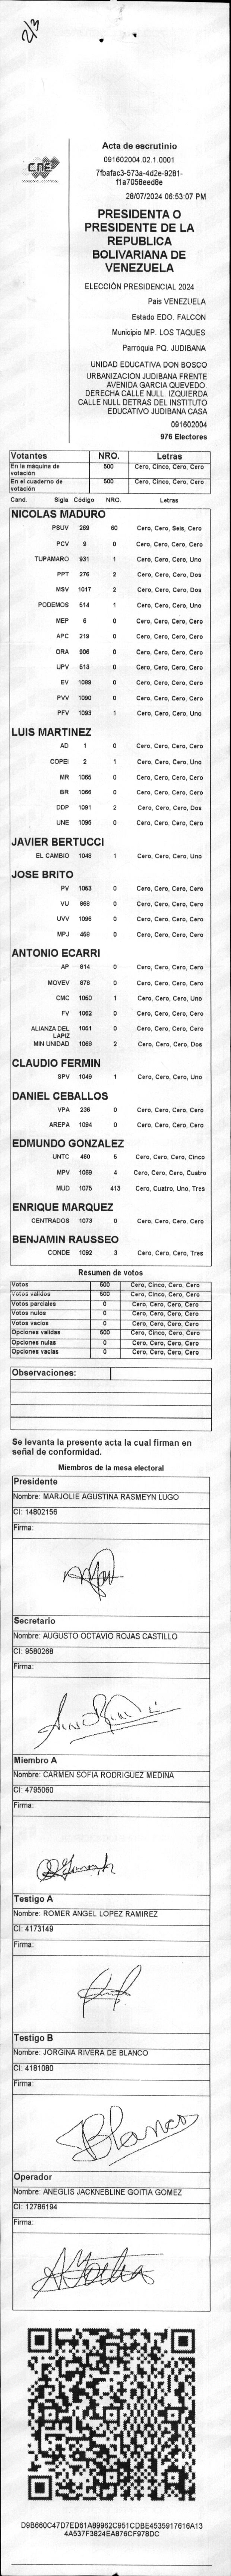 2/3
CNE
Acta de escrutinio
091602004.02.1.0001
7fbafac3-573a-4d2e-9281-
f1a7058eed8e
28/07/2024 06:53:07 PM
PRESIDENTA O
PRESIDENTE DE LA
REPUBLICA
BOLIVARIANA DE
VENEZUELA
ELECCIÓN PRESIDENCIAL 2024
Pais VENEZUELA
Estado EDO. FALCON
Municipio MP. LOS TAQUES
Parroquia PQ. JUDIBANA
UNIDAD EDUCATIVA DON BOSCO
URBANIZACION JUDIBANA FRENTE
AVENIDA GARCIA QUEVEDO.
DERECHA CALLE NULL. IZQUIERDA
CALLE NULL DETRAS DEL INSTITUTO
EDUCATIVO JUDIBANA CASA
091602004
976 Electores
Votantes NRO. Letras
En la máquina de votación 500 Cero, Cinco, Cero, Cero
En el cuaderno de votación 500 Cero, Cinco, Cero, Cero
Cand. Sigla Código NRO. Letras
NICOLAS MADURO
PSUV 269 60 Cero, Cero, Seis, Cero
PCV 9 0 Cero, Cero, Cero, Cero
TUPAMARO 931 1 Cero, Cero, Cero, Uno
PPT 276 2 Cero, Cero, Cero, Dos
MSV 1017 2 Cero, Cero, Cero, Dos
PODEMOS 514 1 Cero, Cero, Cero, Uno
MEP 6 0 Cero, Cero, Cero, Cero
APC 219 0 Cero, Cero, Cero, Cero
ORA 906 0 Cero, Cero, Cero, Cero
UPV 513 0 Cero, Cero, Cero, Cero
EV 1089 0 Cero, Cero, Cero, Cero
PVV 1090 0 Cero, Cero, Cero, Cero
PFV 1093 1 Cero, Cero, Cero, Uno
LUIS MARTINEZ
AD 1 0 Cero, Cero, Cero, Cero
COPEI 2 1 Cero, Cero, Cero, Uno
MR 1065 0 Cero, Cero, Cero, Cero
BR 1066 0 Cero, Cero, Cero, Cero
DDP 1091 2 Cero, Cero, Cero, Dos
UNE 1095 0 Cero, Cero, Cero, Cero
JAVIER BERTUCCI
EL CAMBIO 1048 1 Cero, Cero, Cero, Uno
JOSE BRITO
PV 1053 0 Cero, Cero, Cero, Cero
VU 868 0 Cero, Cero, Cero, Cero
UVV 1096 0 Cero, Cero, Cero, Cero
MPJ 458 0 Cero, Cero, Cero, Cero
ANTONIO ECARRI
AP 814 0 Cero, Cero, Cero, Cero
MOVEV 878 0 Cero, Cero, Cero, Cero
CMC 1050 1 Cero, Cero, Cero, Uno
FV 1082 0 Cero, Cero, Cero, Cero
ALIANZA DEL LAPIZ 1051 0 Cero, Cero, Cero, Cero
MIN UNIDAD 1068 2 Cero, Cero, Cero, Dos
CLAUDIO FERMIN
SPV 1049 1 Cero, Cero, Cero, Uno
DANIEL CEBALLOS
VPA 236 0 Cero, Cero, Cero, Cero
AREPA 1094 0 Cero, Cero, Cero, Cero
EDMUNDO GONZALEZ
UNTC 460 5 Cero, Cero, Cero, Cinco
MPV 1069 4 Cero, Cero, Cero, Cuatro
MUD 1075 413 Cero, Cuatro, Uno, Tres
ENRIQUE MARQUEZ
CENTRADOS 1073 0 Cero, Cero, Cero, Cero
BENJAMIN RAUSSEO
CONDE 1092 3 Cero, Cero, Cero, Tres
Resumen de votos
Votos 500 Cero, Cinco, Cero, Cero
Votos validos 500 Cero, Cinco, Cero, Cero
Votos parciales 0 Cero, Cero, Cero, Cero
Votos nulos 0 Cero, Cero, Cero, Cero
Votos vacios 0 Cero, Cero, Cero, Cero
Opciones validas 500 Cero, Cinco, Cero, Cero
Opciones nulas 0 Cero, Cero, Cero, Cero
Opciones vacias 0 Cero, Cero, Cero, Cero
Observaciones:
Se levanta la presente acta la cual firman en
señal de conformidad.
Miembros de la mesa electoral
Presidente
Nombre: MARJOLIE AGUSTINA RASMEYN LUGO
CI: 14802156
Firma:
Secretario
Nombre: AUGUSTO OCTAVIO ROJAS CASTILLO
CI: 9580268
Firma:
Miembro A
Nombre: CARMEN SOFIA RODRIGUEZ MEDINA
CI: 4795060
Firma:
Testigo A
Nombre: ROMER ANGEL LOPEZ RAMIREZ
CI: 4173149
Firma:
Testigo B
Nombre: JORGINA RIVERA DE BLANCO
CI: 4181080
Firma:
Blanco
Operador
Nombre: ANEGLIS JACKNEBLINE GOITIA GOMEZ
CI: 12786194
Firma:
D9B660C47D7ED61A89962C951CDBE4535917616A13
4A537F3824EA876CF978DC